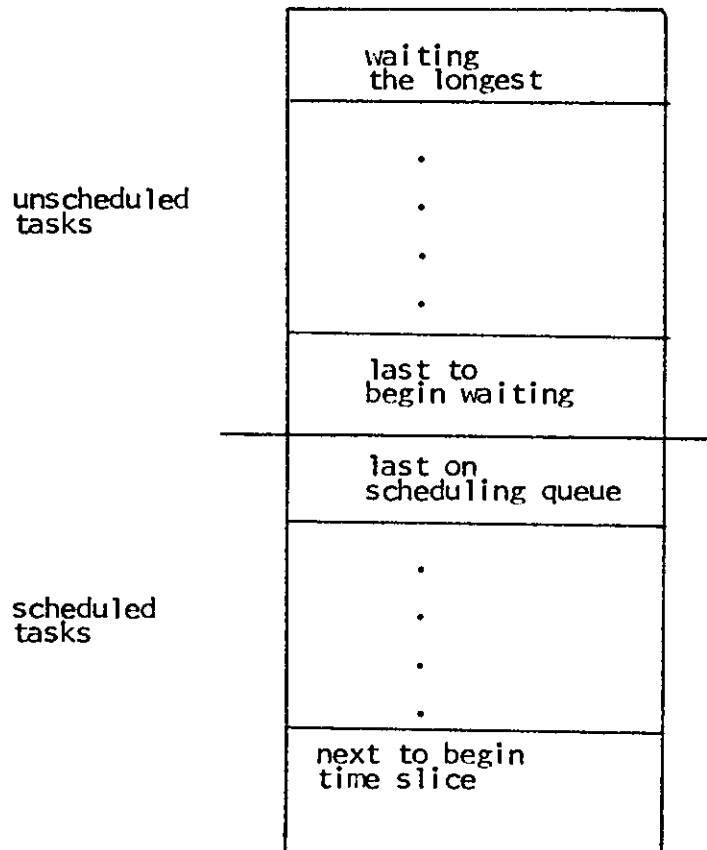 waiting
the longest
unscheduled
tasks
last to
begin waiting
last on
scheduling queue
scheduled
tasks
next to begin
time slice